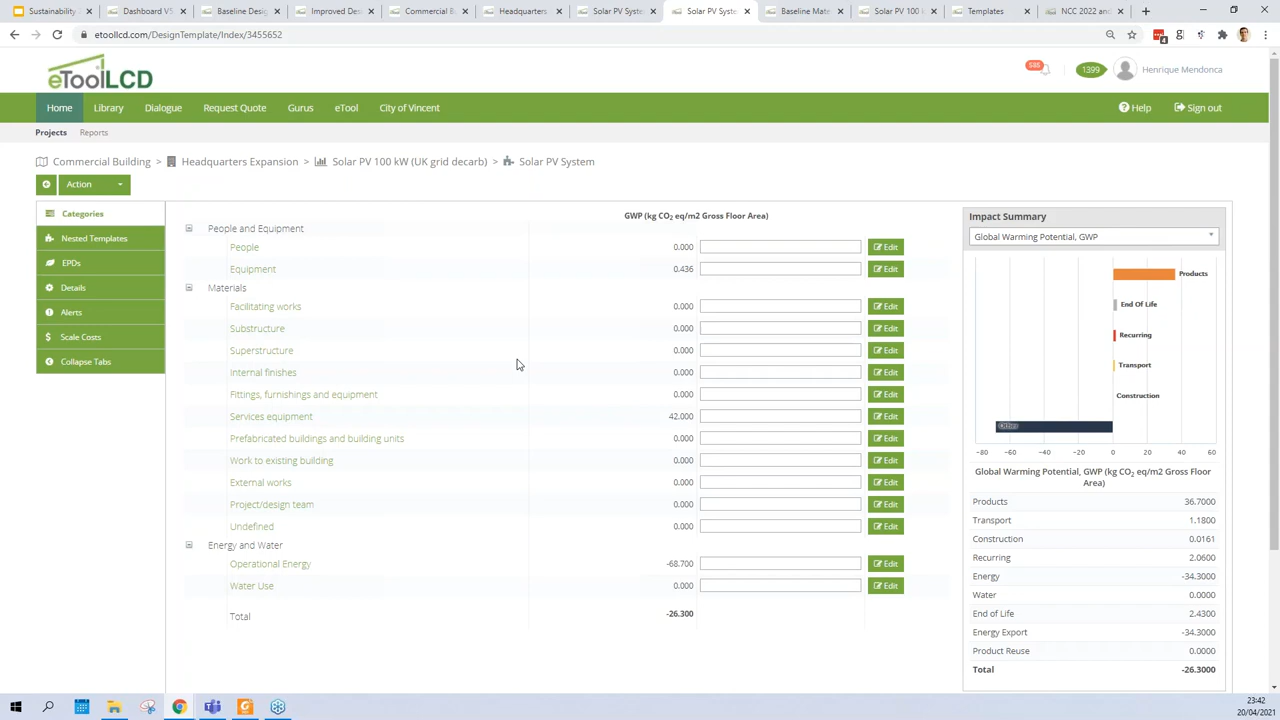 Sustainability
Dashboard VS
Baseline Desig
Improved Des
Commercial B
Headquarters
Solar PV Syste
Solar PV Syste
Baseline Mate
Solar PV 100 k
Templates
NCC 2022 and
etoollcd.com/DesignTemplate/Index/3455652
eToolLCD
585
1399
Henrique Mendonca
Home
Library
Dialogue
Request Quote
Gurus
eTool
City of Vincent
Help
Sign out
Projects
Reports
Commercial Building > Headquarters Expansion > Solar PV 100 kW (UK grid decarb) > Solar PV System
Action
Categories
Nested Templates
EPDs
Details
Alerts
Scale Costs
Collapse Tabs
GWP (kg CO2 eq/m2 Gross Floor Area)
People and Equipment
People 0.000 Edit
Equipment 0.436 Edit
Materials
Facilitating works 0.000 Edit
Substructure 0.000 Edit
Superstructure 0.000 Edit
Internal finishes 0.000 Edit
Fittings, furnishings and equipment 0.000 Edit
Services equipment 42.000 Edit
Prefabricated buildings and building units 0.000 Edit
Work to existing building 0.000 Edit
External works 0.000 Edit
Project/design team 0.000 Edit
Undefined 0.000 Edit
Energy and Water
Operational Energy -68.700 Edit
Water Use 0.000 Edit
Total -26.300
Impact Summary
Global Warming Potential, GWP
Products
End Of Life
Recurring
Transport
Construction
Other
-80 -60 -40 -20 0 20 40 60
Global Warming Potential, GWP (kg CO2 eq/m2 Gross Floor
Area)
Products 36.7000
Transport 1.1800
Construction 0.0161
Recurring 2.0600
Energy -34.3000
Water 0.0000
End of Life 2.4300
Energy Export -34.3000
Product Reuse 0.0000
Total -26.3000
23:42
20/04/2021